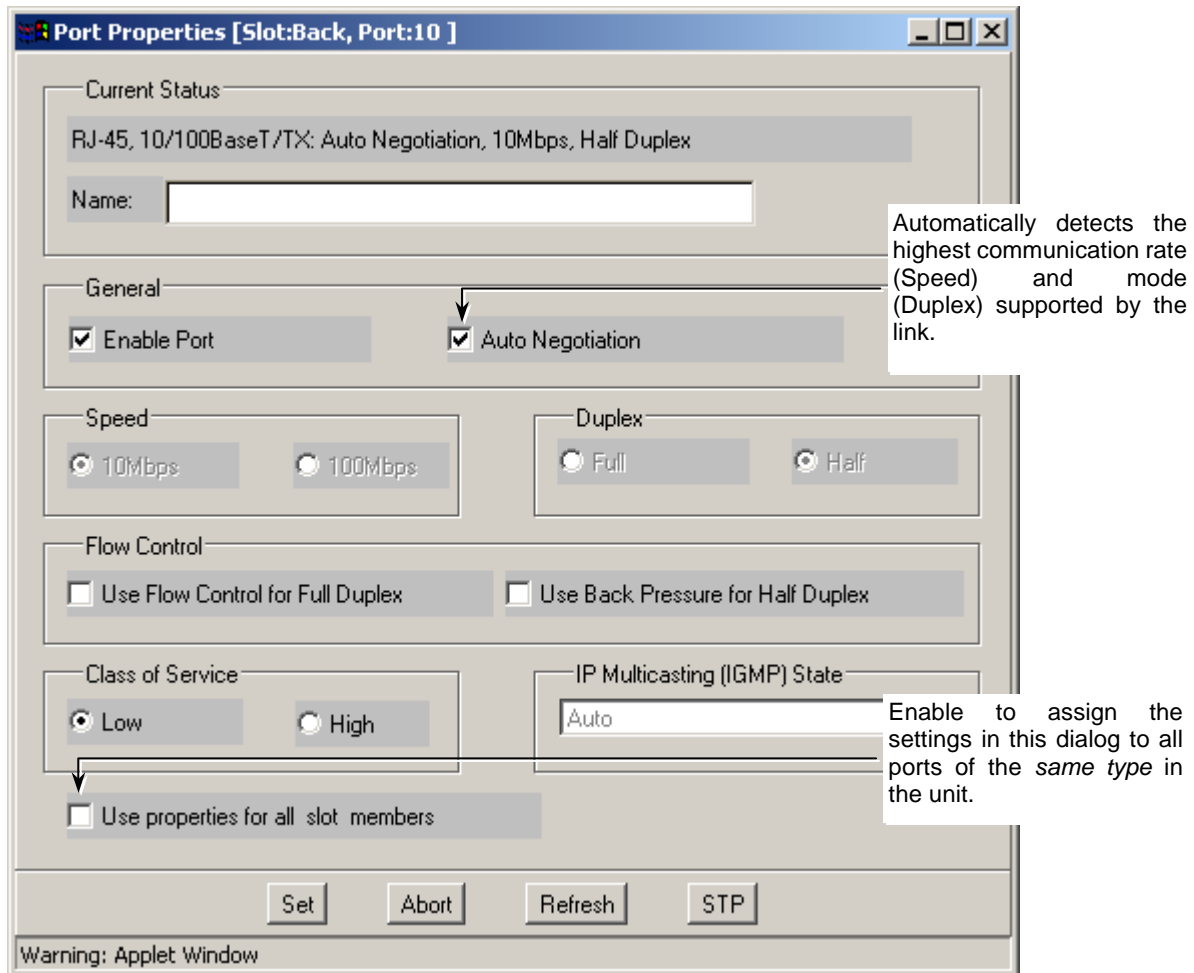 Port Properties [Slot:Back, Port:10 ]
Current Status
RJ-45, 10/100BaseT/TX: Auto Negotiation, 10Mbps, Half Duplex
Name:
Automatically detects the
highest communication rate
(Speed) and mode
(Duplex) supported by the
link.
General
Enable Port Auto Negotiation
Speed Duplex
10Mbps 100Mbps Full Half
Flow Control
Use Flow Control for Full Duplex Use Back Pressure for Half Duplex
Class of Service IP Multicasting (IGMP) State
Low High Auto
Enable to assign the
settings in this dialog to all
ports of the same type in
the unit.
Use properties for all slot members
Set Abort Refresh STP
Warning: Applet Window